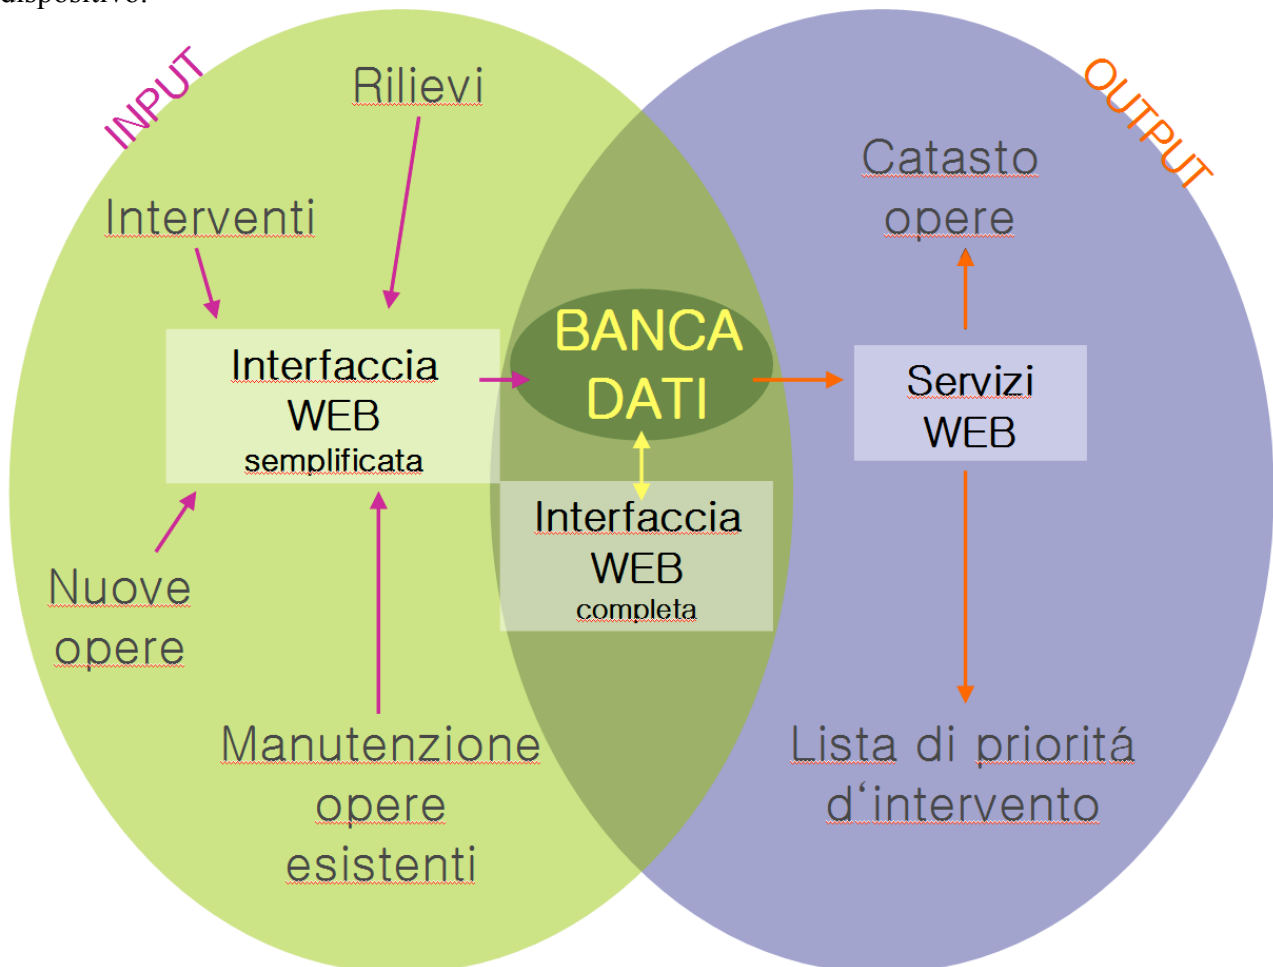 dispositivo.
INPUT
OUTPUT
Rilievi
Interventi
Interfaccia
WEB
semplificata
Nuove
opere
Manutenzione
opere
esistenti
BANCA
DATI
Interfaccia
WEB
completa
Catasto
opere
Servizi
WEB
Lista di prioritá
d‘intervento